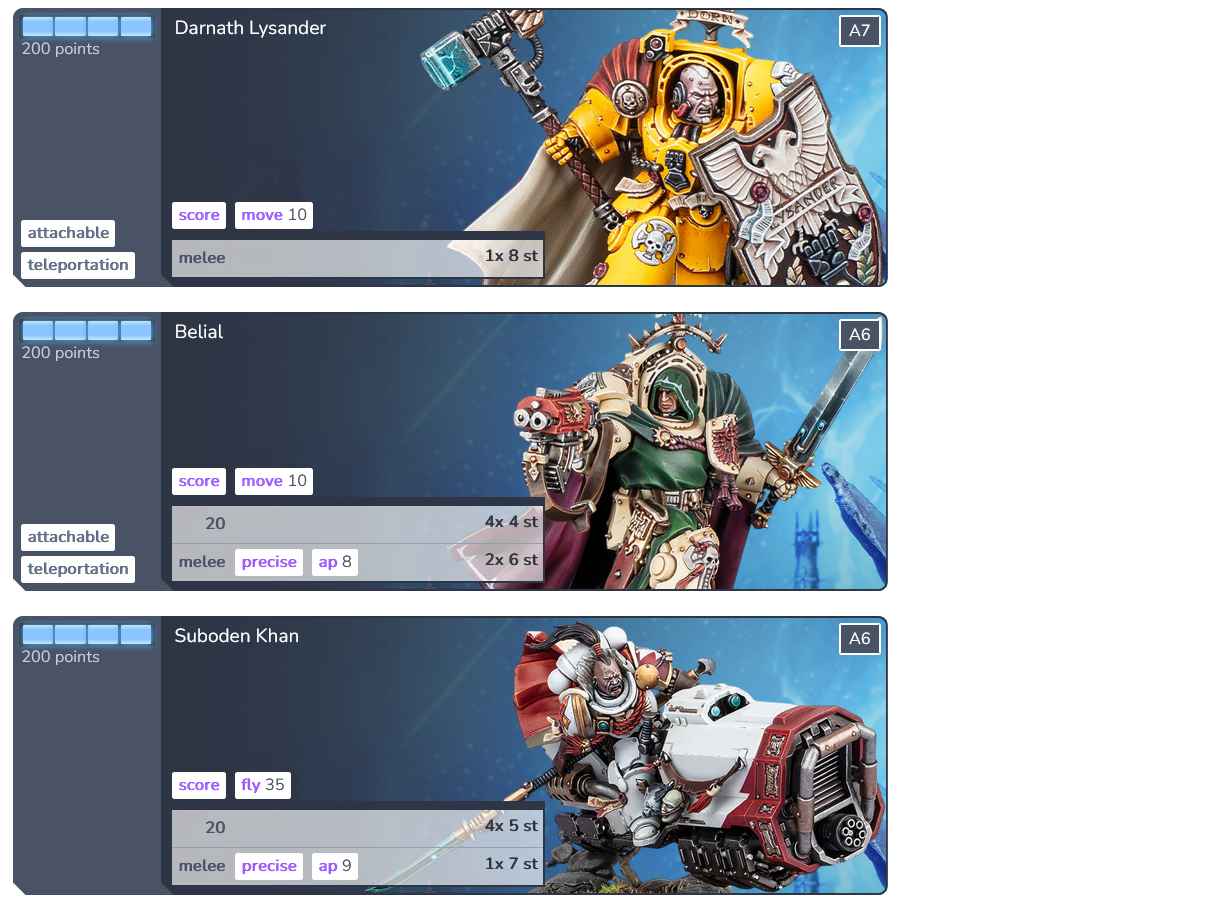 Darnath Lysander
A7
200 points
DORN
LYSANDER
score move 10
attachable
teleportation
melee 1x 8 st
Belial
A6
200 points
score move 10
attachable
teleportation
20 4x 4 st
melee precise ap 8 2x 6 st
Suboden Khan
A6
200 points
score fly 35
20 4x 5 st
melee precise ap 9 1x 7 st